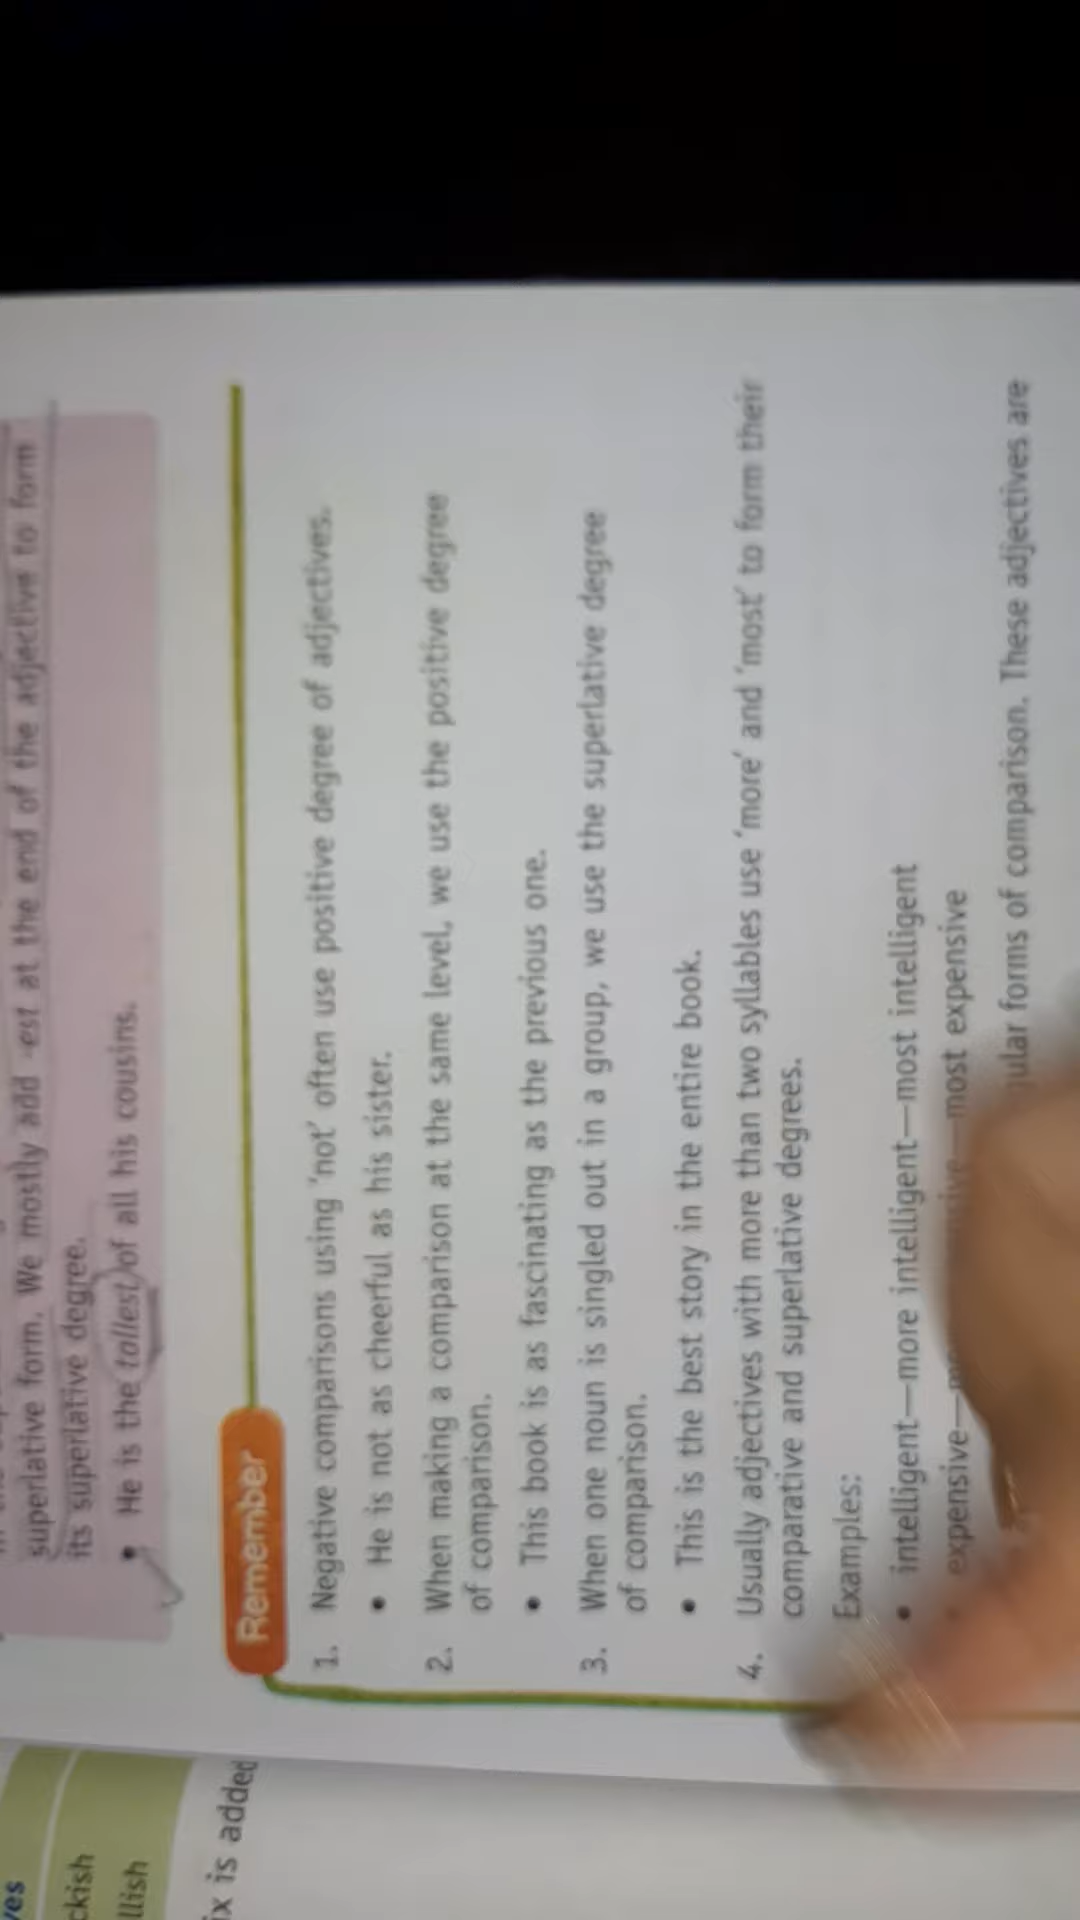 superlative form. We mostly add -est at the end of the adjective to form
its superlative degree.
• He is the tallest of all his cousins.
Remember
1. Negative comparisons using 'not' often use positive degree of adjectives.
• He is not as cheerful as his sister.
2. When making a comparison at the same level, we use the positive degree
of comparison.
• This book is as fascinating as the previous one.
3. When one noun is singled out in a group, we use the superlative degree
of comparison.
• This is the best story in the entire book.
4. Usually adjectives with more than two syllables use 'more' and 'most' to form their
comparative and superlative degrees.
Examples:
• intelligent—more intelligent—most intelligent
expensive—most expensive
forms of comparison. These adjectives are
ves
ckish
llish
ix is added